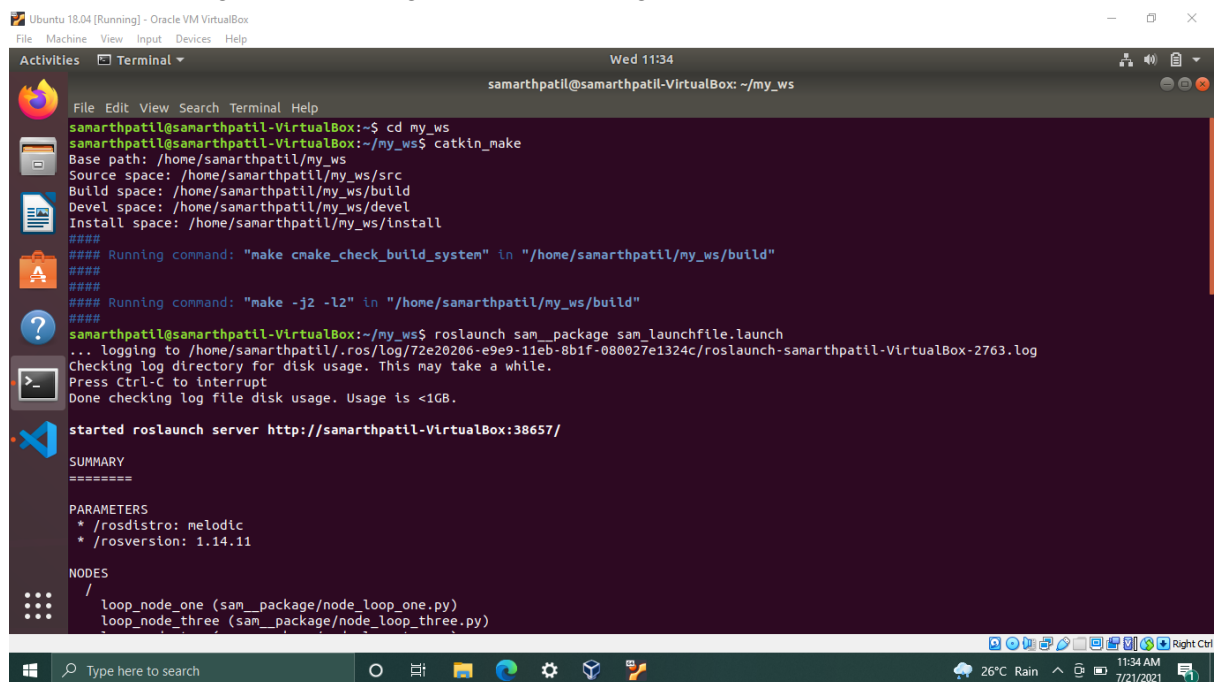 Ubuntu 18.04 [Running] - Oracle VM VirtualBox
File Machine View Input Devices Help
Activities Terminal Wed 11:34
samarthpatil@samarthpatil-VirtualBox: ~/my_ws
File Edit View Search Terminal Help
samarthpatil@samarthpatil-VirtualBox:~$ cd my_ws
samarthpatil@samarthpatil-VirtualBox:~/my_ws$ catkin_make
Base path: /home/samarthpatil/my_ws
Source space: /home/samarthpatil/my_ws/src
Build space: /home/samarthpatil/my_ws/build
Devel space: /home/samarthpatil/my_ws/devel
Install space: /home/samarthpatil/my_ws/install
####
#### Running command: "make cmake_check_build_system" in "/home/samarthpatil/my_ws/build"
####
####
#### Running command: "make -j2 -l2" in "/home/samarthpatil/my_ws/build"
####
samarthpatil@samarthpatil-VirtualBox:~/my_ws$ roslaunch sam__package sam_launchfile.launch
... logging to /home/samarthpatil/.ros/log/72e20206-e9e9-11eb-8b1f-080027e1324c/roslaunch-samarthpatil-VirtualBox-2763.log
Checking log directory for disk usage. This may take a while.
Press Ctrl-C to interrupt
Done checking log file disk usage. Usage is <1GB.
started roslaunch server http://samarthpatil-VirtualBox:38657/
SUMMARY
========
PARAMETERS
* /rosdistro: melodic
* /rosversion: 1.14.11
NODES
/
loop_node_one (sam__package/node_loop_one.py)
loop_node_three (sam__package/node_loop_three.py)
Right Ctrl
Type here to search 26°C Rain 11:34 AM
7/21/2021